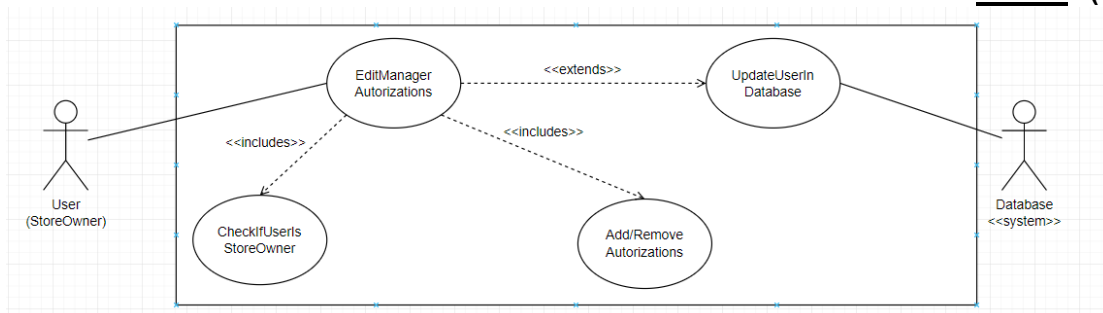 EditManager
Autorizations
<<extends>>
UpdateUserIn
Database
<<includes>>
<<includes>>
User
(StoreOwner)
CheckIfUserIs
StoreOwner
Add/Remove
Autorizations
Database
<<system>>